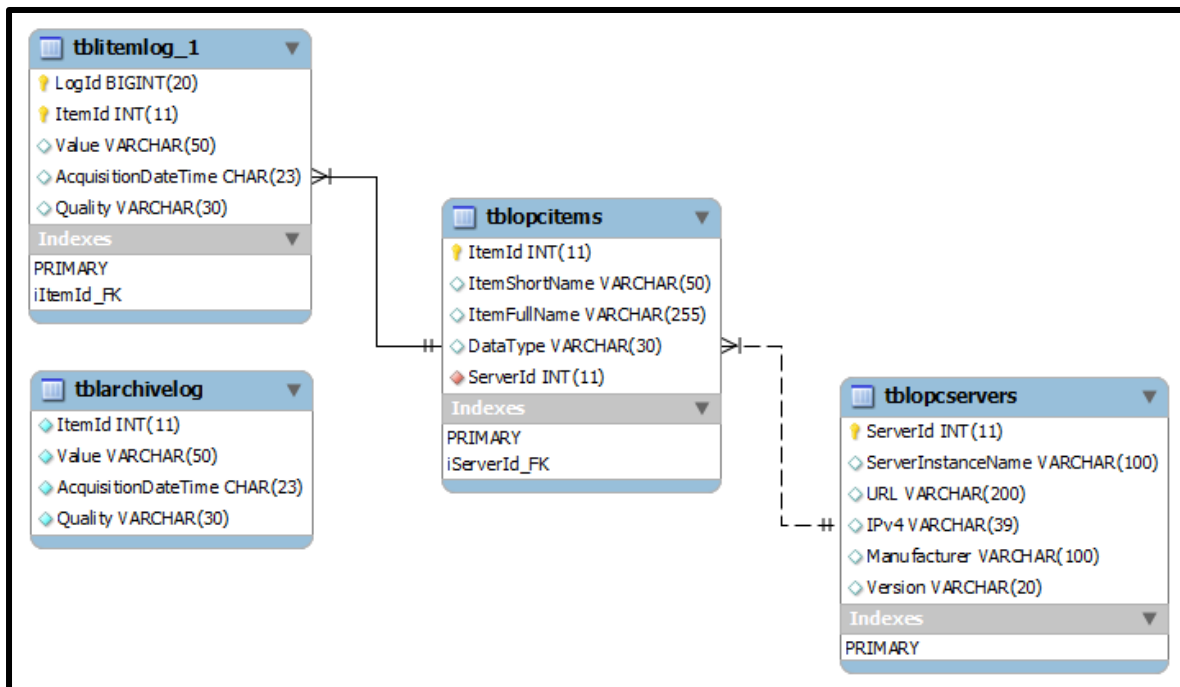 tblitemlog_1
LogId BIGINT(20)
ItemId INT(11)
Value VARCHAR(50)
AcquisitionDateTime CHAR(23)
Quality VARCHAR(30)
Indexes
PRIMARY
iItemId_FK
tblarchivelog
ItemId INT(11)
Value VARCHAR(50)
AcquisitionDateTime CHAR(23)
Quality VARCHAR(30)
tblopcitems
ItemId INT(11)
ItemShortName VARCHAR(50)
ItemFullName VARCHAR(255)
DataType VARCHAR(30)
ServerId INT(11)
Indexes
PRIMARY
iServerId_FK
tblopcservers
ServerId INT(11)
ServerInstanceName VARCHAR(100)
URL VARCHAR(200)
IPv4 VARCHAR(39)
Manufacturer VARCHAR(100)
Version VARCHAR(20)
Indexes
PRIMARY